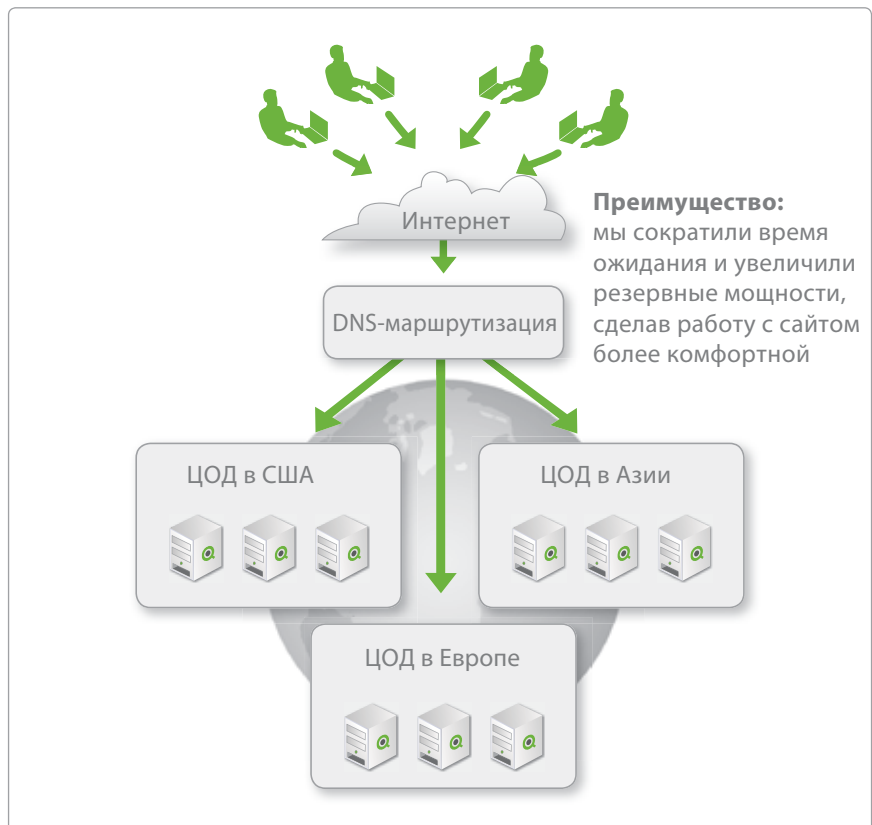 Интернет
Преимущество:
мы сократили время
ожидания и увеличили
резервные мощности,
сделав работу с сайтом
более комфортной
DNS-маршрутизация
ЦОД в США
ЦОД в Азии
ЦОД в Европе